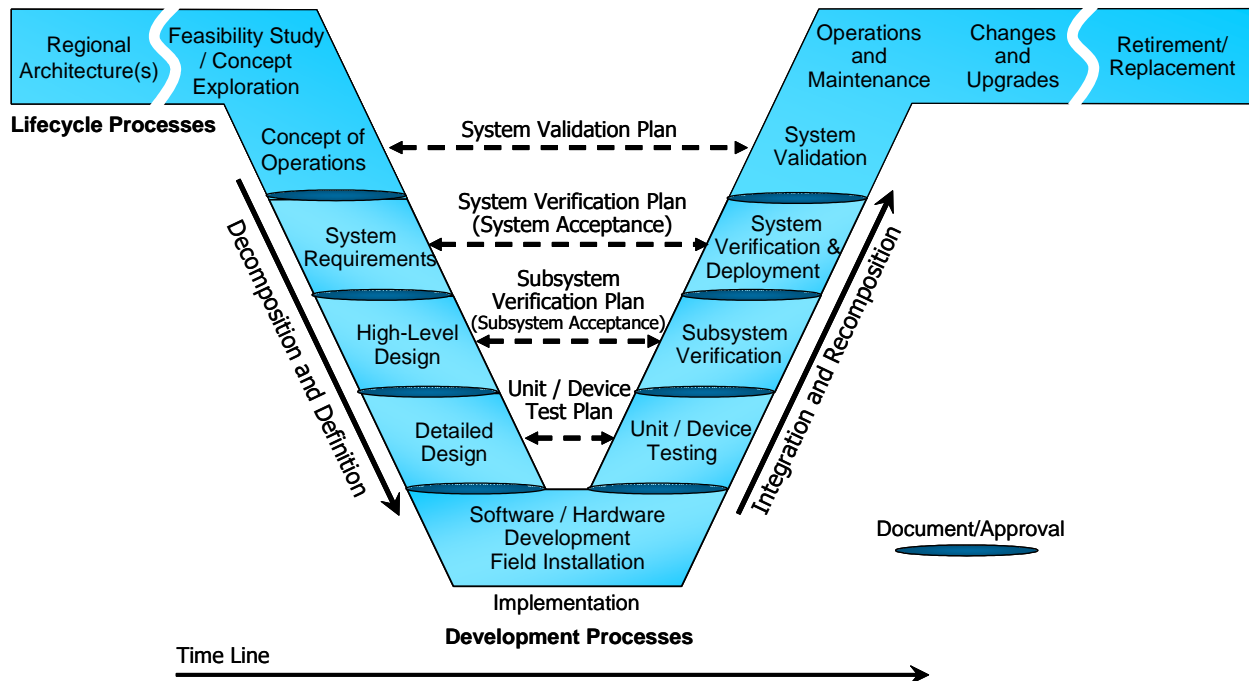 Regional
Architecture(s)
Feasibility Study
/ Concept
Exploration
Operations
and
Maintenance
Changes
and
Upgrades
Retirement/
Replacement
Lifecycle Processes
Concept of
Operations
System Validation Plan
System
Validation
System
Requirements
System Verification Plan
(System Acceptance)
System
Verification &
Deployment
High-Level
Design
Subsystem
Verification Plan
(Subsystem Acceptance)
Subsystem
Verification
Detailed
Design
Unit / Device
Test Plan
Unit / Device
Testing
Decomposition and Definition
Integration and Recomposition
Software / Hardware
Development
Field Installation
Document/Approval
Implementation
Development Processes
Time Line